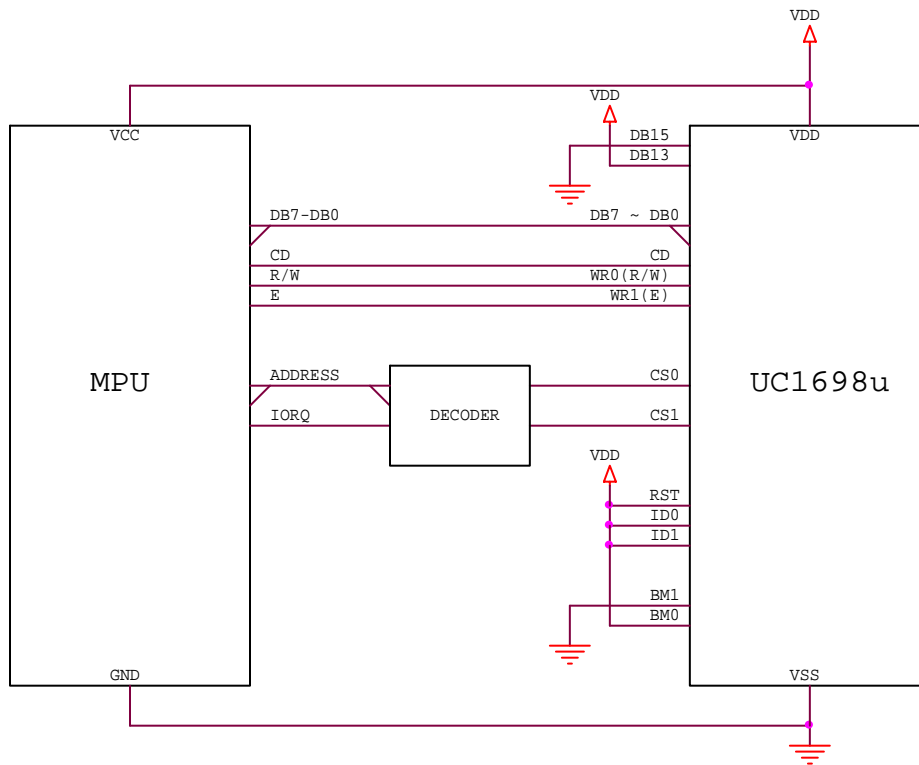 VDD
VDD
VCC
DB15
VDD
DB13
DB7-DB0
DB7 ~ DB0
CD
CD
R/W
WR0(R/W)
E
WR1(E)
MPU
ADDRESS
CS0
UC1698u
DECODER
IORQ
CS1
VDD
RST
ID0
ID1
BM1
BM0
GND
VSS